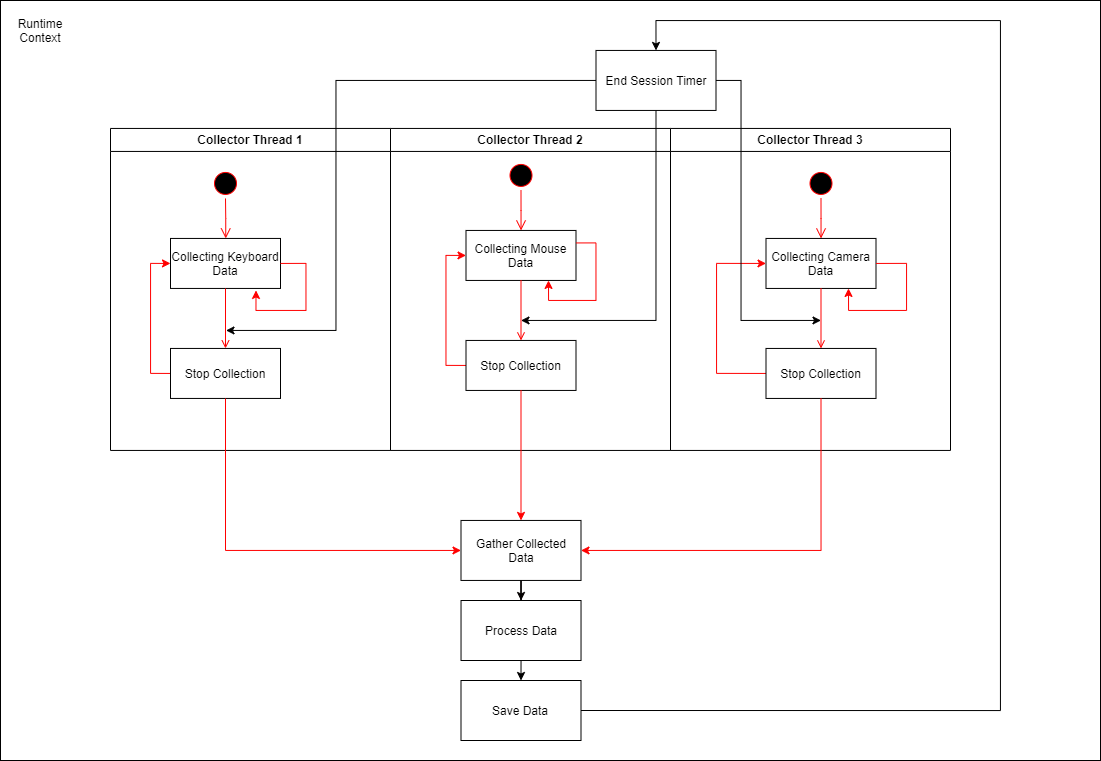 Runtime
Context
End Session Timer
Collector Thread 1
Collector Thread 2
Collector Thread 3
Collecting Keyboard
Data
Collecting Mouse
Data
Collecting Camera
Data
Stop Collection
Stop Collection
Stop Collection
Gather Collected
Data
Process Data
Save Data